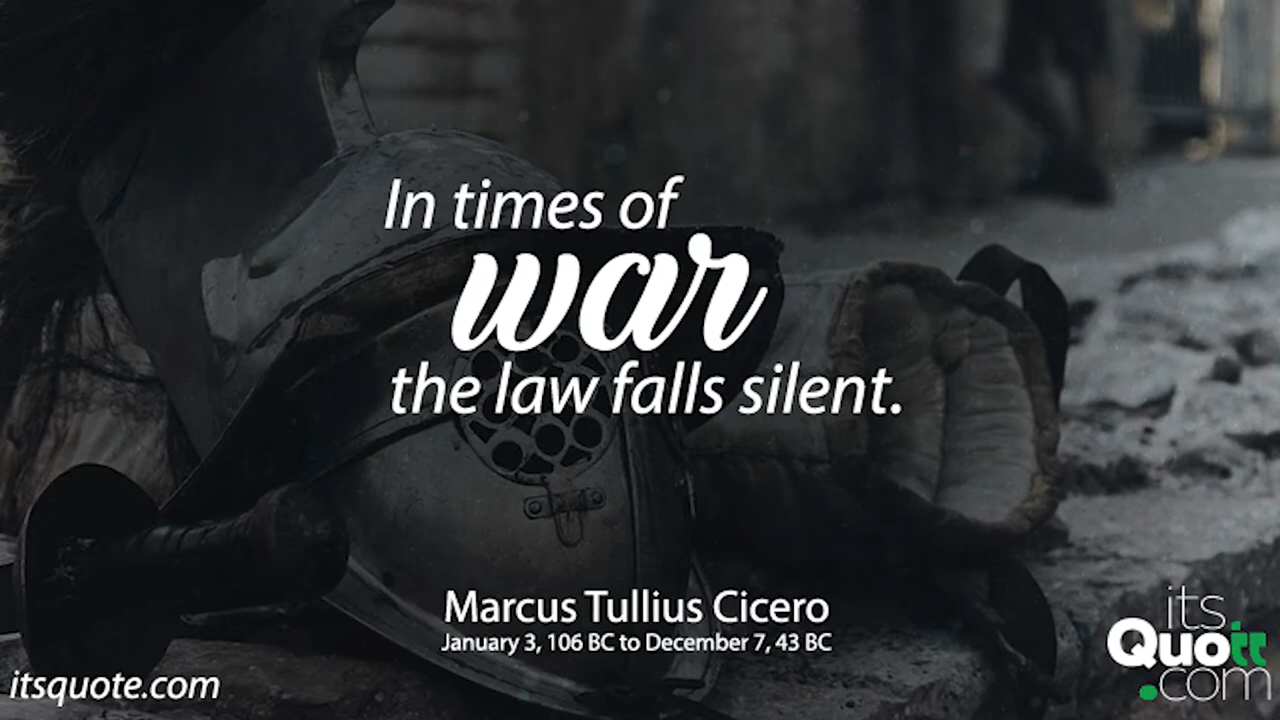 In times of
war
the law falls silent.
Marcus Tullius Cicero
January 3, 106 BC to December 7, 43 BC
itsquote.com
its
Quott
.com